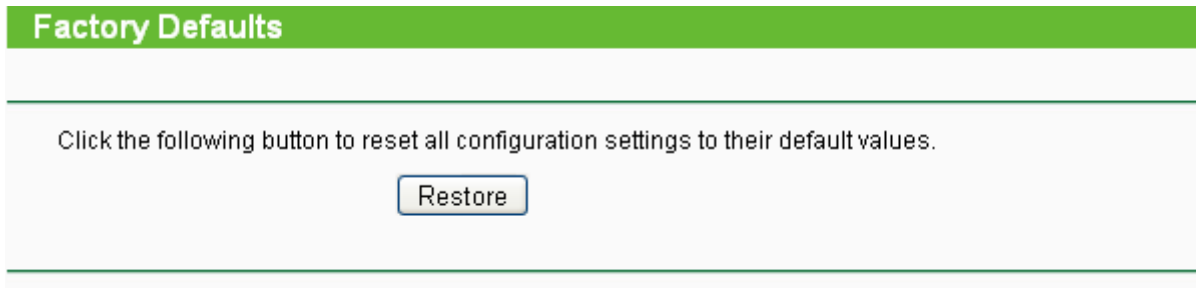 Factory Defaults
Click the following button to reset all configuration settings to their default values.
Restore